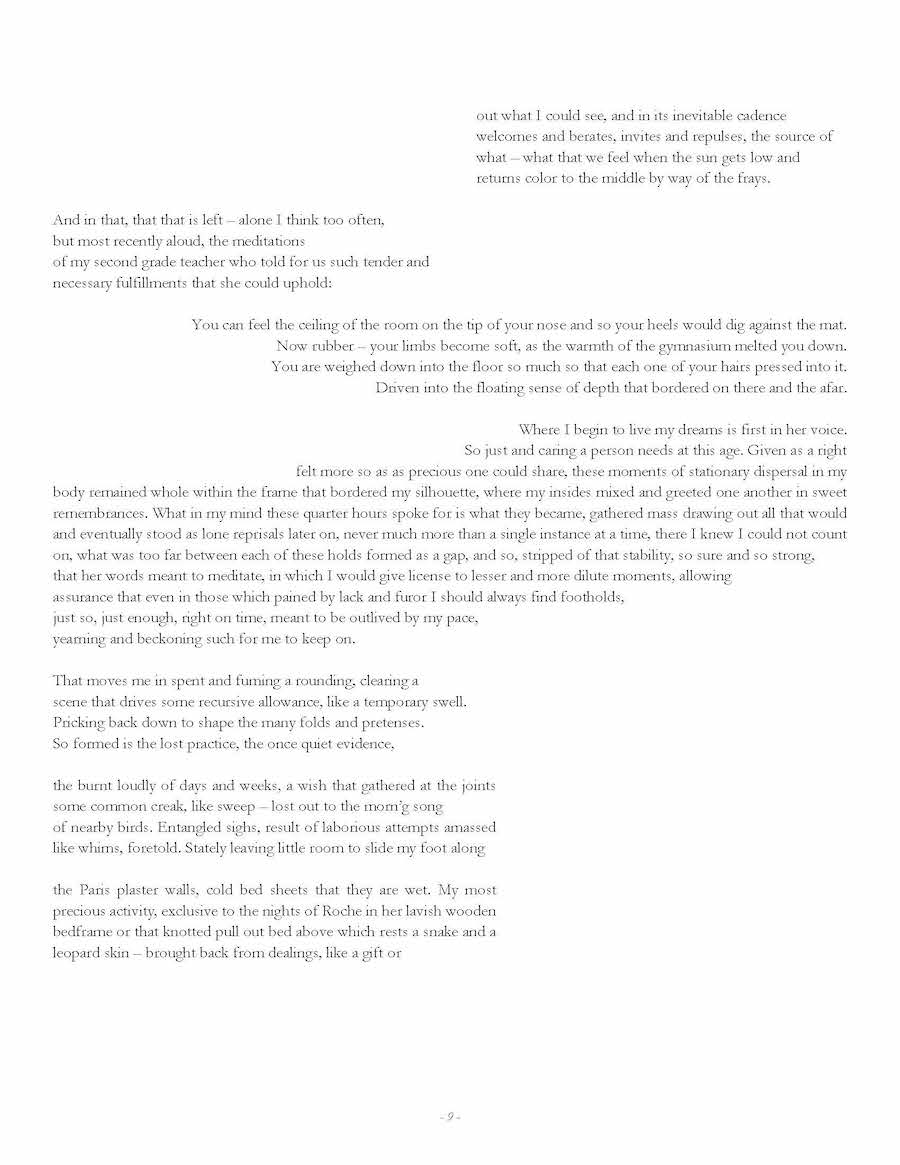 out what I could see, and in its inevitable cadence
welcomes and berates, invites and repulses, the source of
what – what that we feel when the sun gets low and
returns color to the middle by way of the frays.
And in that, that that is left – alone I think too often,
but most recently aloud, the meditations
of my second grade teacher who told for us such tender and
necessary fulfillments that she could uphold:
You can feel the ceiling of the room on the tip of your nose and so your heels would dig against the mat.
Now rubber – your limbs become soft, as the warmth of the gymnasium melted you down.
You are weighed down into the floor so much so that each one of your hairs pressed into it.
Driven into the floating sense of depth that bordered on there and the afar.
Where I begin to live my dreams is first in her voice.
So just and caring a person needs at this age. Given as a right
felt more so as as precious one could share, these moments of stationary dispersal in my
body remained whole within the frame that bordered my silhouette, where my insides mixed and greeted one another in sweet
remembrances. What in my mind these quarter hours spoke for is what they became, gathered mass drawing out all that would
and eventually stood as lone reprisals later on, never much more than a single instance at a time, there I knew I could not count
on, what was too far between each of these holds formed as a gap, and so, stripped of that stability, so sure and so strong,
that her words meant to meditate, in which I would give license to lesser and more dilute moments, allowing
assurance that even in those which pained by lack and furor I should always find footholds,
just so, just enough, right on time, meant to be outlived by my pace,
yearning and beckoning such for me to keep on.
That moves me in spent and fuming a rounding, clearing a
scene that drives some recursive allowance, like a temporary swell.
Pricking back down to shape the many folds and pretenses.
So formed is the lost practice, the once quiet evidence,
the burnt loudly of days and weeks, a wish that gathered at the joints
some common creak, like sweep – lost out to the morn'g song
of nearby birds. Entangled sighs, result of laborious attempts amassed
like whims, foretold. Stately leaving little room to slide my foot along
the Paris plaster walls, cold bed sheets that they are wet. My most
precious activity, exclusive to the nights of Roche in her lavish wooden
bedframe or that knotted pull out bed above which rests a snake and a
leopard skin – brought back from dealings, like a gift or
- 9 -